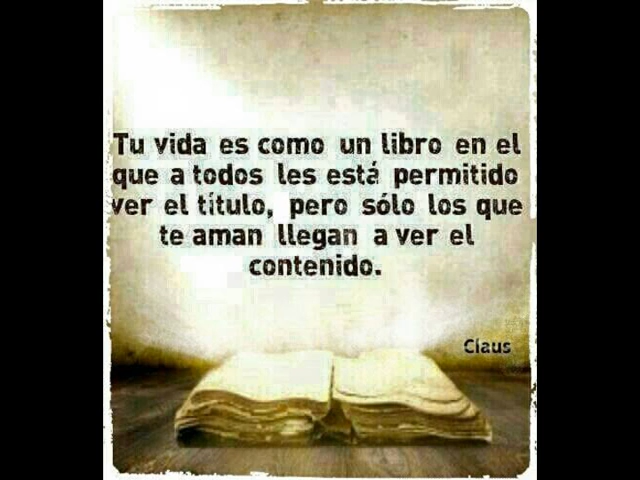 Tu vida es como un libro en el
que a todos les está permitido
ver el título, pero sólo los que
te aman llegan a ver el
contenido.
Claus